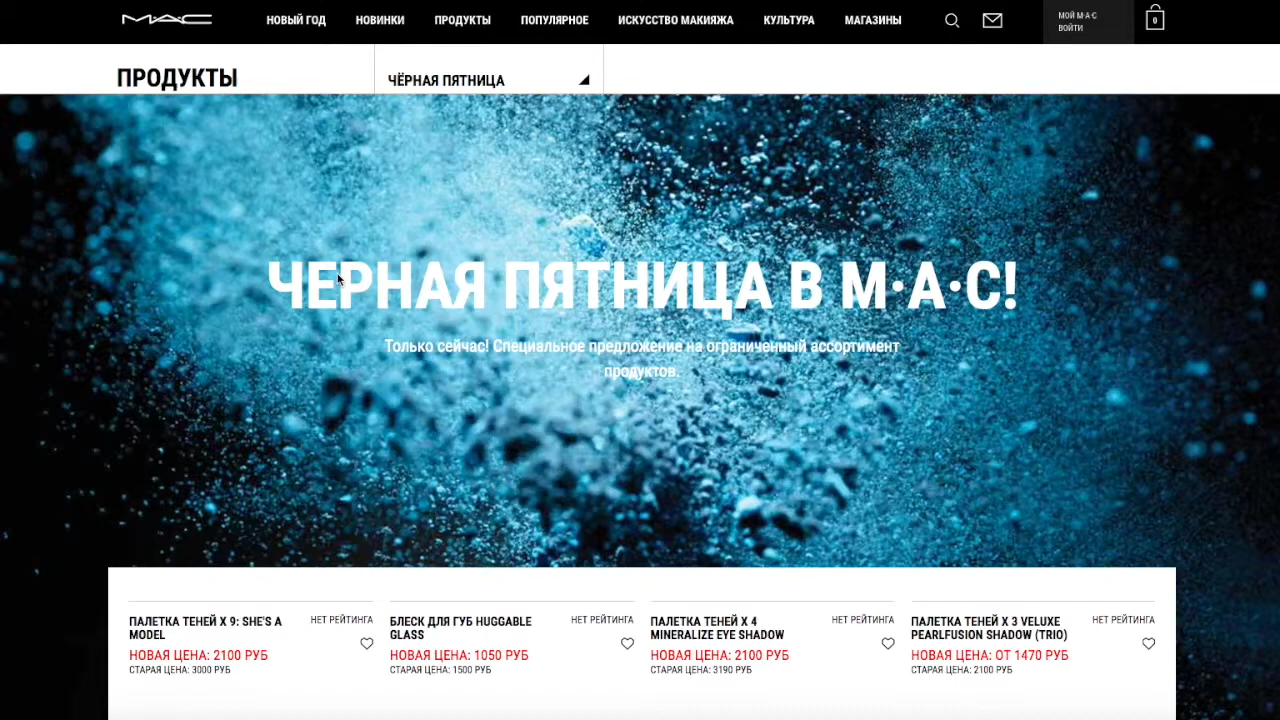 MAC
НОВЫЙ ГОД НОВИНКИ ПРОДУКТЫ ПОПУЛЯРНОЕ ИСКУССТВО МАКИЯЖА КУЛЬТУРА МАГАЗИНЫ
МОЙ M·A·C
ВОЙТИ
0
ПРОДУКТЫ
ЧЁРНАЯ ПЯТНИЦА
ЧЕРНАЯ ПЯТНИЦА В M·A·C!
Только сейчас! Специальное предложение на ограниченный ассортимент
продуктов.
ПАЛЕТКА ТЕНЕЙ X 9: SHE'S A
MODEL
НЕТ РЕЙТИНГА
НОВАЯ ЦЕНА: 2100 РУБ
СТАРАЯ ЦЕНА: 3000 РУБ
БЛЕСК ДЛЯ ГУБ HUGGABLE
GLASS
НЕТ РЕЙТИНГА
НОВАЯ ЦЕНА: 1050 РУБ
СТАРАЯ ЦЕНА: 1500 РУБ
ПАЛЕТКА ТЕНЕЙ X 4
MINERALIZE EYE SHADOW
НЕТ РЕЙТИНГА
НОВАЯ ЦЕНА: 2100 РУБ
СТАРАЯ ЦЕНА: 3190 РУБ
ПАЛЕТКА ТЕНЕЙ X 3 VELUXE
PEARLFUSION SHADOW (TRIO)
НЕТ РЕЙТИНГА
НОВАЯ ЦЕНА: ОТ 1470 РУБ
СТАРАЯ ЦЕНА: 2100 РУБ